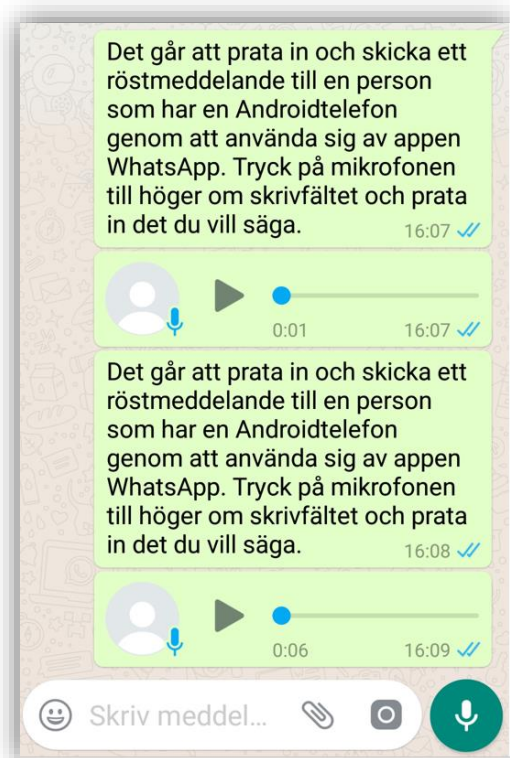 Det går att prata in och skicka ett
röstmeddelande till en person
som har en Androidtelefon
genom att använda sig av appen
WhatsApp. Tryck på mikrofonen
till höger om skrivfältet och prata
in det du vill säga.
16:07
0:01
16:07
Det går att prata in och skicka ett
röstmeddelande till en person
som har en Androidtelefon
genom att använda sig av appen
WhatsApp. Tryck på mikrofonen
till höger om skrivfältet och prata
in det du vill säga.
16:08
0:06
16:09
Skriv meddel...